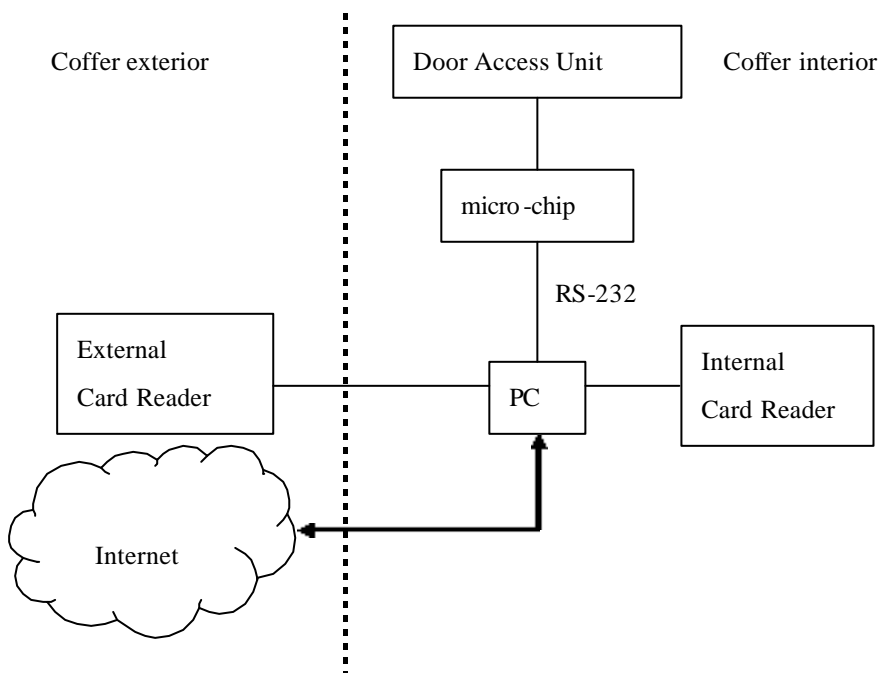 Coffer exterior
Door Access Unit
Coffer interior
micro-chip
RS-232
External
Card Reader
PC
Internal
Card Reader
Internet